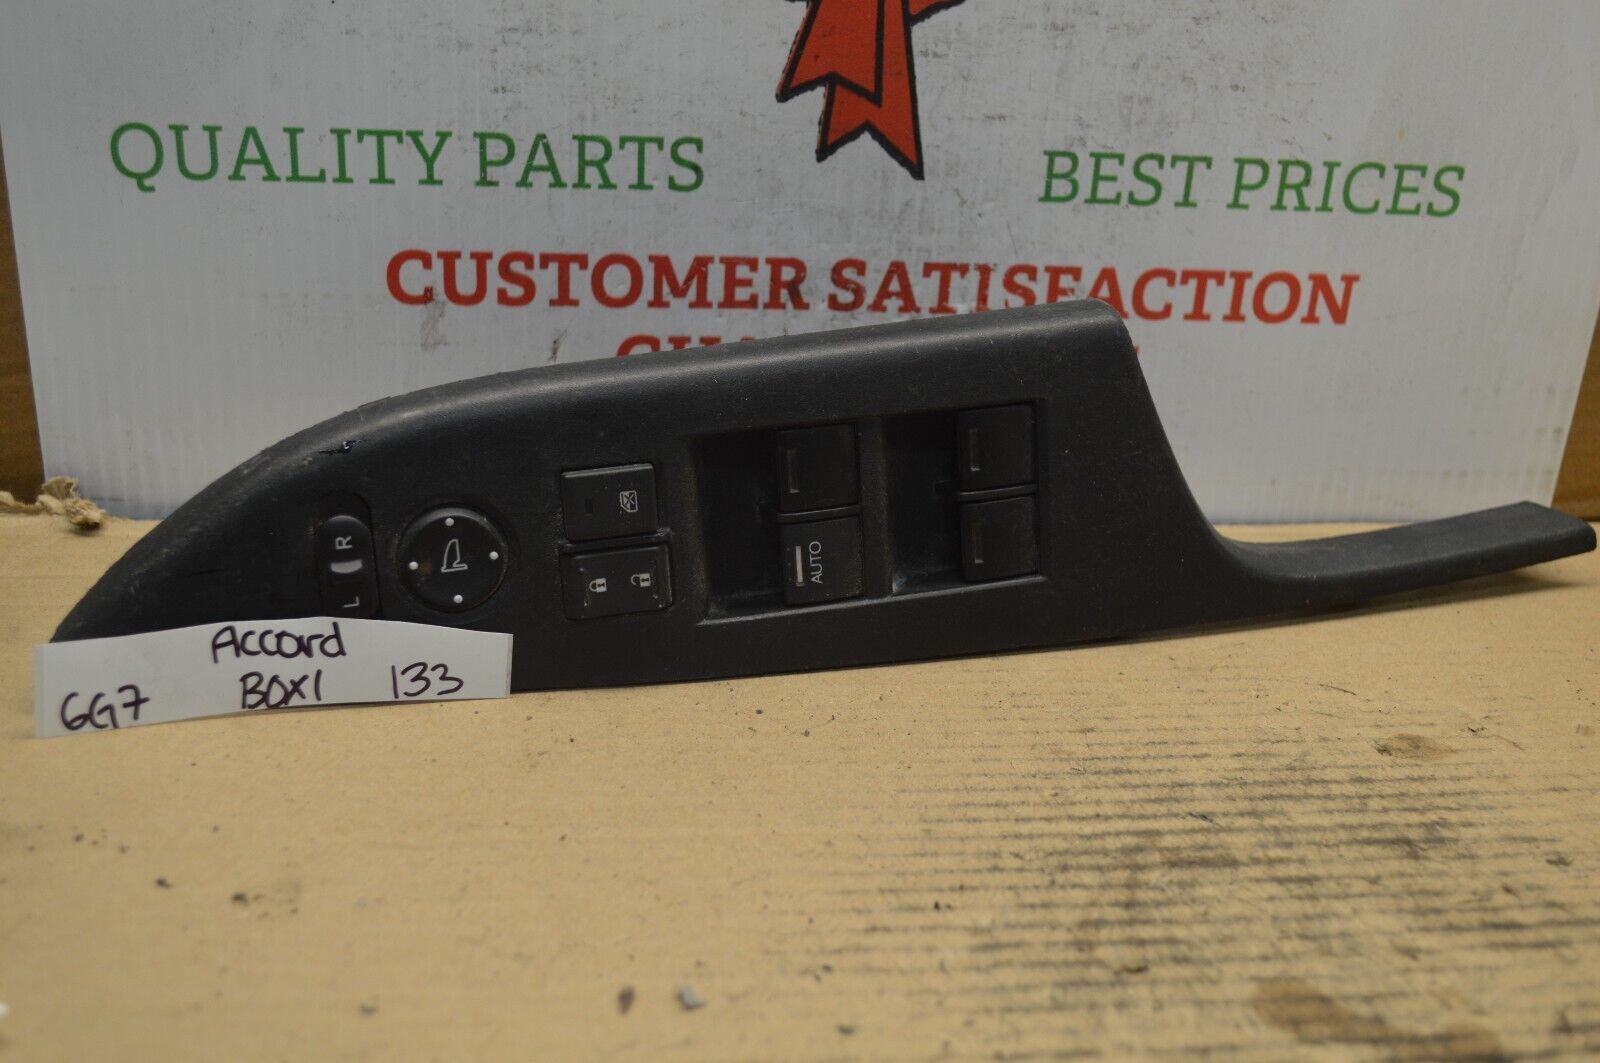 QUALITY PARTS
BEST PRICES
CUSTOMER SATISFACTION
R
L
AUTO
Accord
6G7 BOX1 133